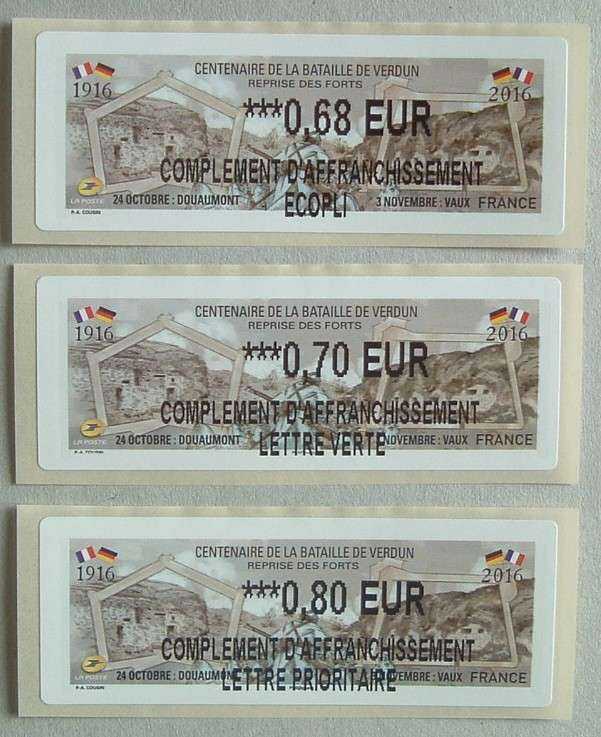 CENTENAIRE DE LA BATAILLE DE VERDUN
REPRISE DES FORTS
1916 2016
***0,68 EUR
COMPLEMENT D'AFFRANCHISSEMENT
LA POSTE 24 OCTOBRE : DOUAUMONT ECOPLI 3 NOVEMBRE : VAUX FRANCE
P.-A. COUSIN
CENTENAIRE DE LA BATAILLE DE VERDUN
REPRISE DES FORTS
1916 2016
***0,70 EUR
COMPLEMENT D'AFFRANCHISSEMENT
LA POSTE 24 OCTOBRE : DOUAUMONT LETTRE VERTE NOVEMBRE : VAUX FRANCE
P.-A. COUSIN
CENTENAIRE DE LA BATAILLE DE VERDUN
REPRISE DES FORTS
1916 2016
***0,80 EUR
COMPLEMENT D'AFFRANCHISSEMENT
LA POSTE 24 OCTOBRE : DOUAUMONT LETTRE PRIORITAIRE NOVEMBRE : VAUX FRANCE
P.-A. COUSIN